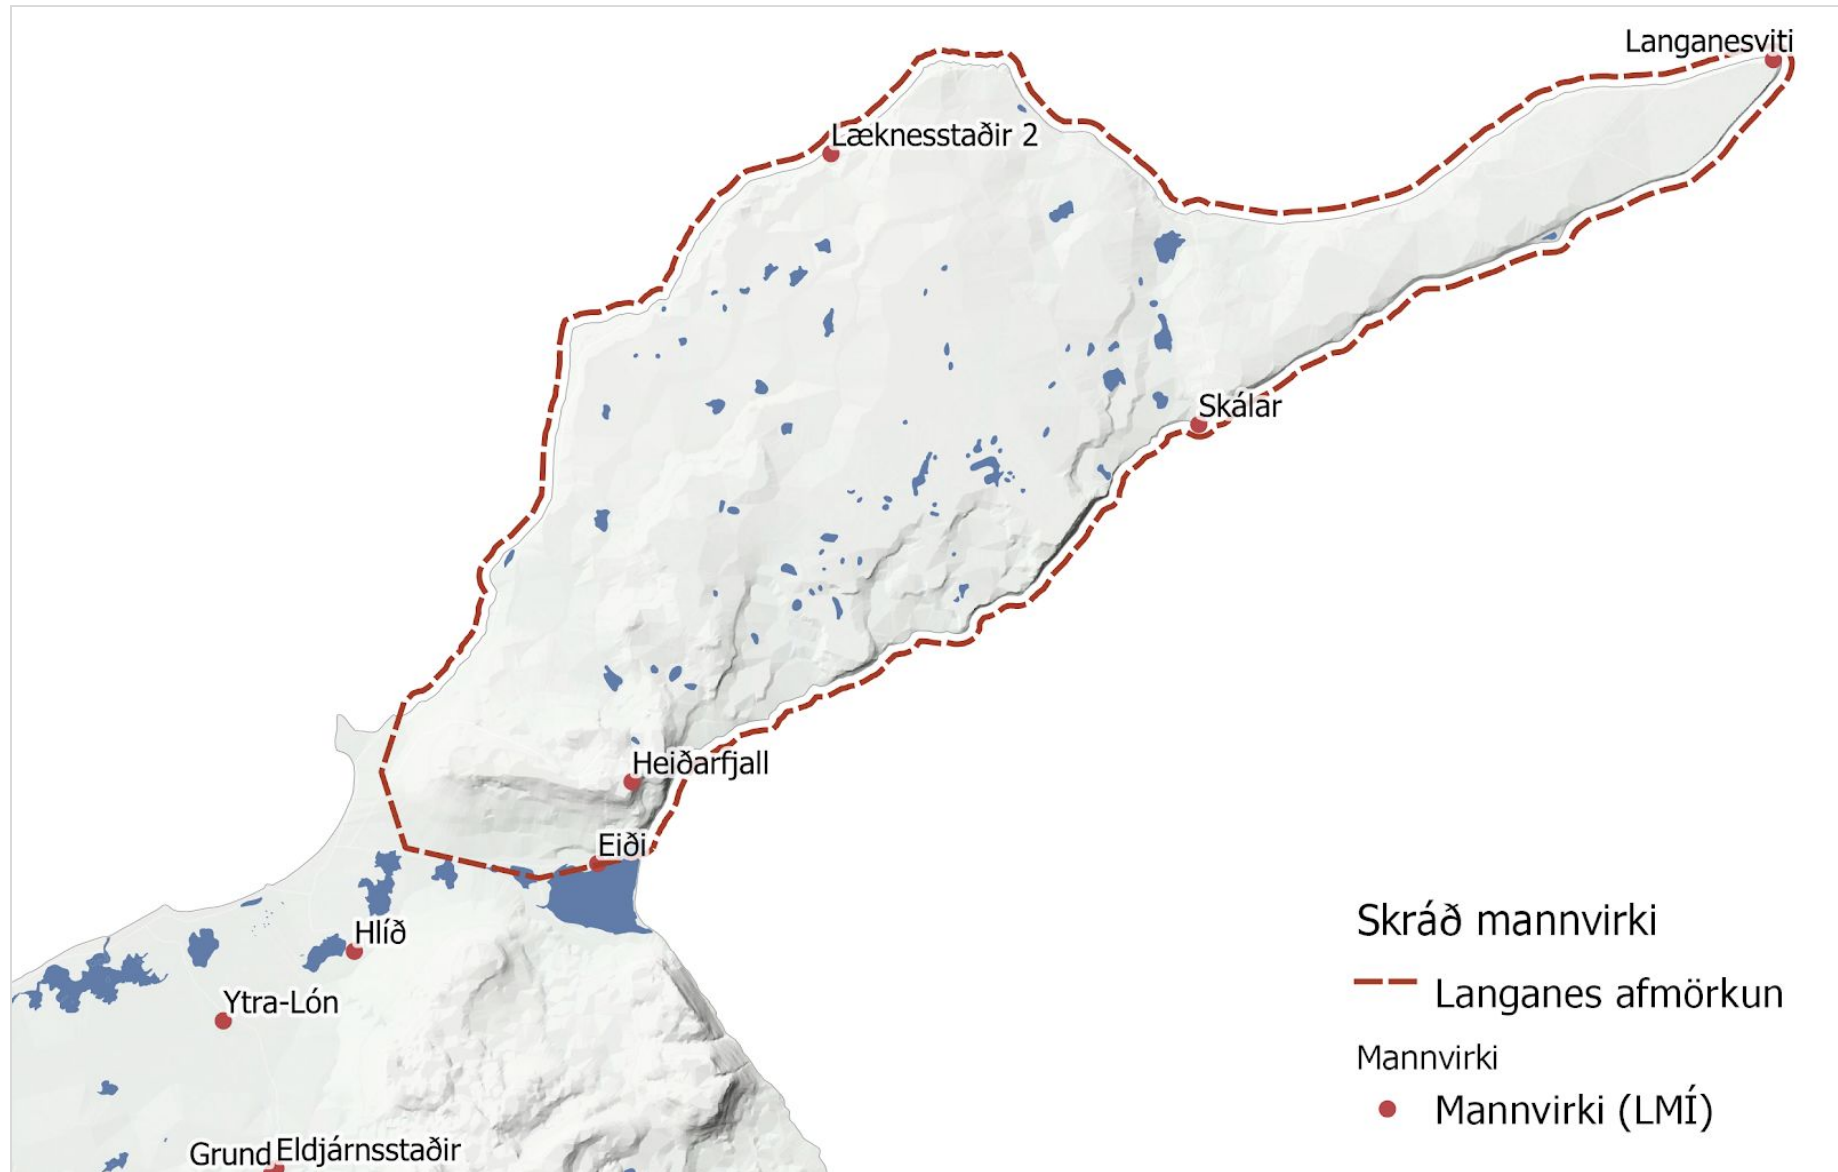 Langanesviti
Læknesstaðir 2
Skálar
Heiðarfjall
Eiði
Hlíð
Ytra-Lón
Grund Eldjárnsstaðir
Skráð mannvirki
Langanes afmörkun
Mannvirki
Mannvirki (LMÍ)